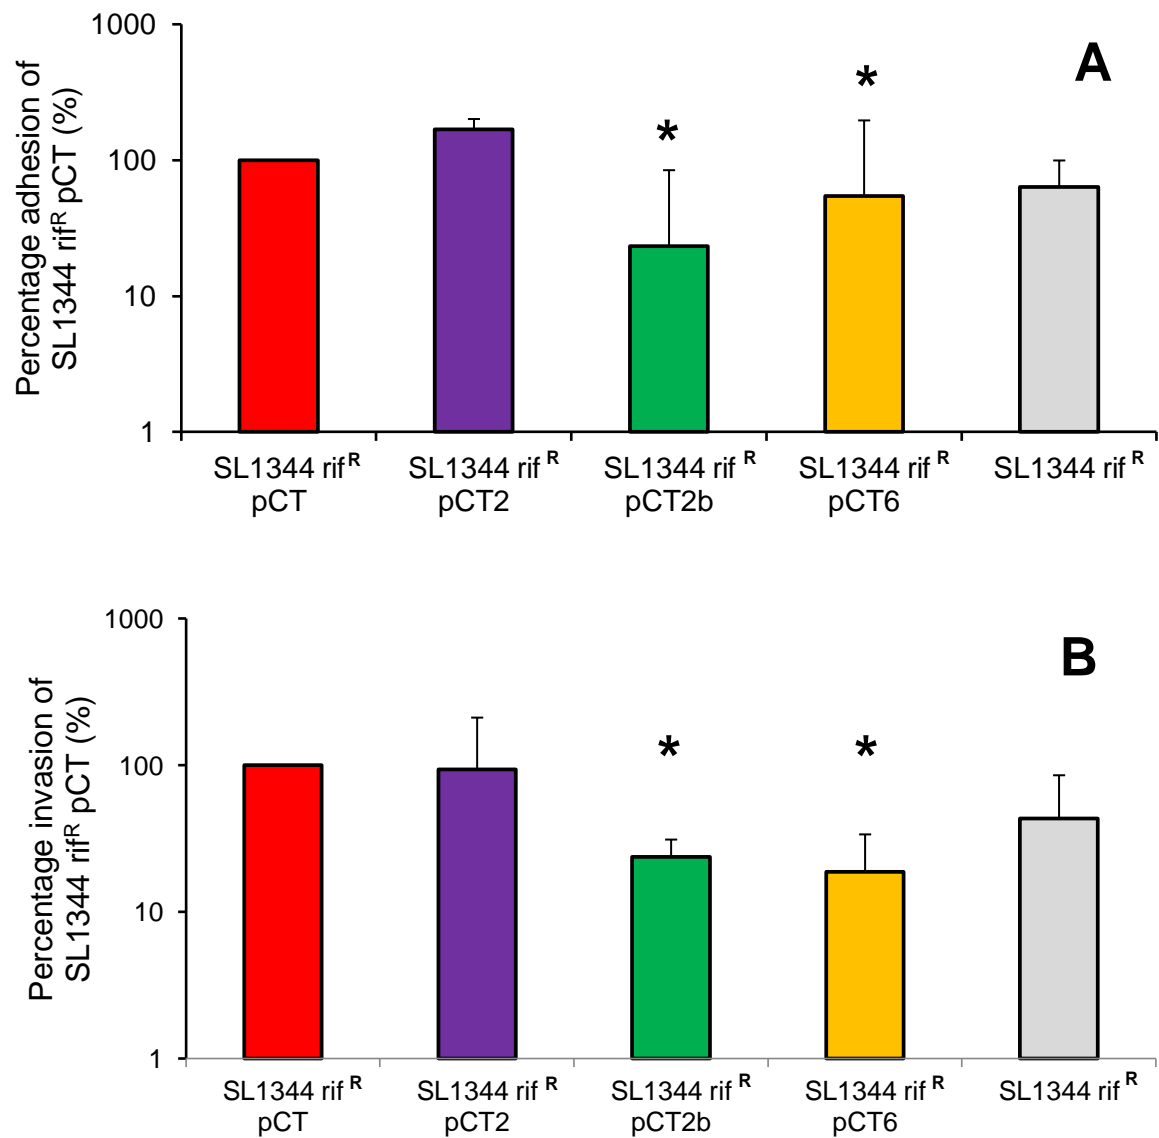 A
Percentage adhesion of
SL1344 rifᴿ pCT (%)
1000
100
10
1
*
*
SL1344 rif ᴿ
pCT
SL1344 rif ᴿ
pCT2
SL1344 rif ᴿ
pCT2b
SL1344 rif ᴿ
pCT6
SL1344 rif ᴿ
B
Percentage invasion of
SL1344 rifᴿ pCT (%)
1000
100
10
1
*
*
SL1344 rif ᴿ
pCT
SL1344 rif ᴿ
pCT2
SL1344 rif ᴿ
pCT2b
SL1344 rif ᴿ
pCT6
SL1344 rif ᴿ